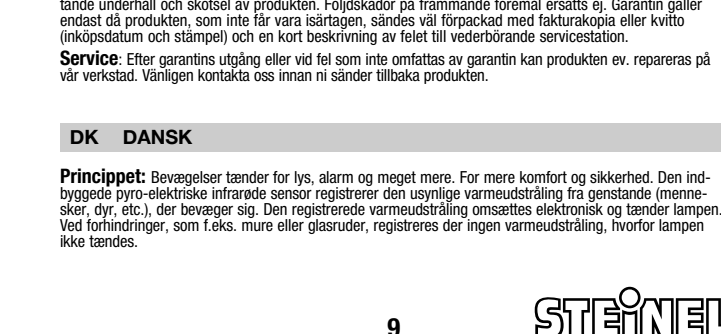 tande underhåll och skötsel av produkten. Följdskador på främmande föremål ersätts ej. Garantin gäller
endast då produkten, som inte får vara isärtagen, sändes väl förpackad med fakturakopia eller kvitto
(inköpsdatum och stämpel) och en kort beskrivning av felet till vederbörande servicestation.
Service: Efter garantins utgång eller vid fel som inte omfattas av garantin kan produkten ev. repareras på
vår verkstad. Vänligen kontakta oss innan ni sänder tillbaka produkten.
DK DANSK
Princippet: Bevægelser tænder for lys, alarm og meget mere. For mere komfort og sikkerhed. Den ind-
byggede pyro-elektriske infrarøde sensor registrerer den usynlige varmeudstråling fra genstande (menne-
sker, dyr, etc.), der bevæger sig. Den registrerede varmeudstråling omsættes elektronisk og tænder lampen.
Ved forhindringer, som f.eks. mure eller glasruder, registreres der ingen varmeudstråling, hvorfor lampen
ikke tændes.
9
STEINEL